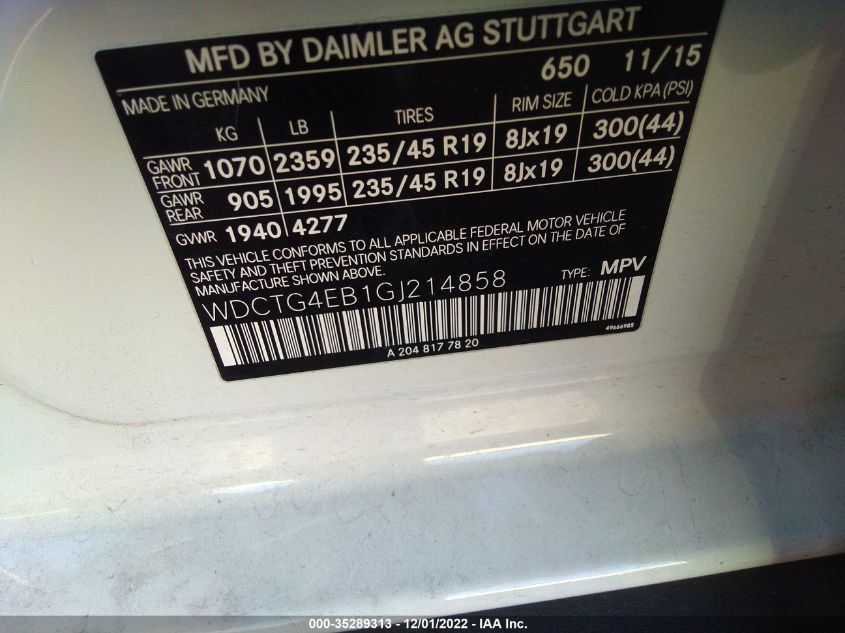 MFD BY DAIMLER AG STUTTGART
650 11/15
MADE IN GERMANY
KG LB TIRES RIM SIZE COLD KPA (PSI)
GAWR FRONT 1070 2359 235/45 R19 8Jx19 300(44)
GAWR REAR 905 1995 235/45 R19 8Jx19 300(44)
GVWR 1940 4277
THIS VEHICLE CONFORMS TO ALL APPLICABLE FEDERAL MOTOR VEHICLE
SAFETY AND THEFT PREVENTION STANDARDS IN EFFECT ON THE DATE OF
MANUFACTURE SHOWN ABOVE.
WDCTG4EB1GJ214858 TYPE: MPV
49666985
A 204 817 78 20
000-35289313 - 12/01/2022 - IAA Inc.